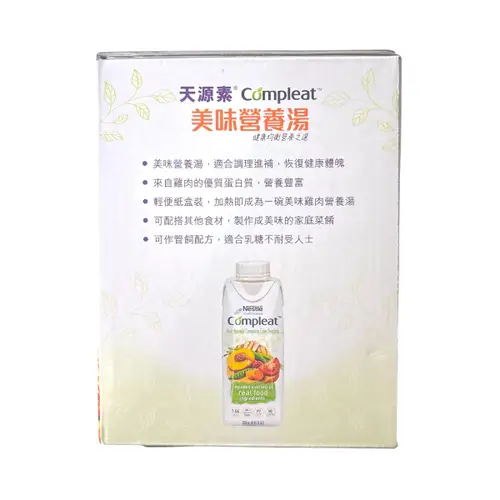 天源素® Compleat™
美味營養湯
健康均衡營養之選
• 美味營養湯，適合調理進補，恢復健康體魄
• 來自雞肉的優質蛋白質，營養豐富
• 輕便紙盒裝，加熱即成為一碗美味雞肉營養湯
• 可配搭其他食材，製作成美味的家庭菜餚
• 可作管飼配方，適合乳糖不耐受人士
Nestlé
Compleat™
real food
ingredients